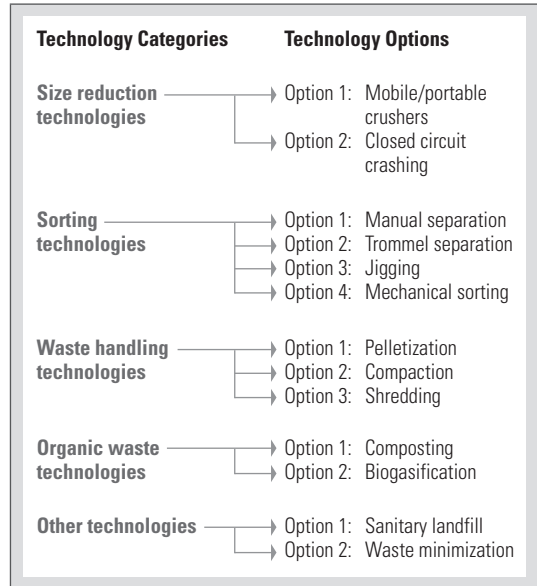 Technology Categories Technology Options
Size reduction Option 1: Mobile/portable
technologies crushers
Option 2: Closed circuit
crashing
Sorting Option 1: Manual separation
technologies Option 2: Trommel separation
Option 3: Jigging
Option 4: Mechanical sorting
Waste handling Option 1: Pelletization
technologies Option 2: Compaction
Option 3: Shredding
Organic waste Option 1: Composting
technologies Option 2: Biogasification
Other technologies Option 1: Sanitary landfill
Option 2: Waste minimization